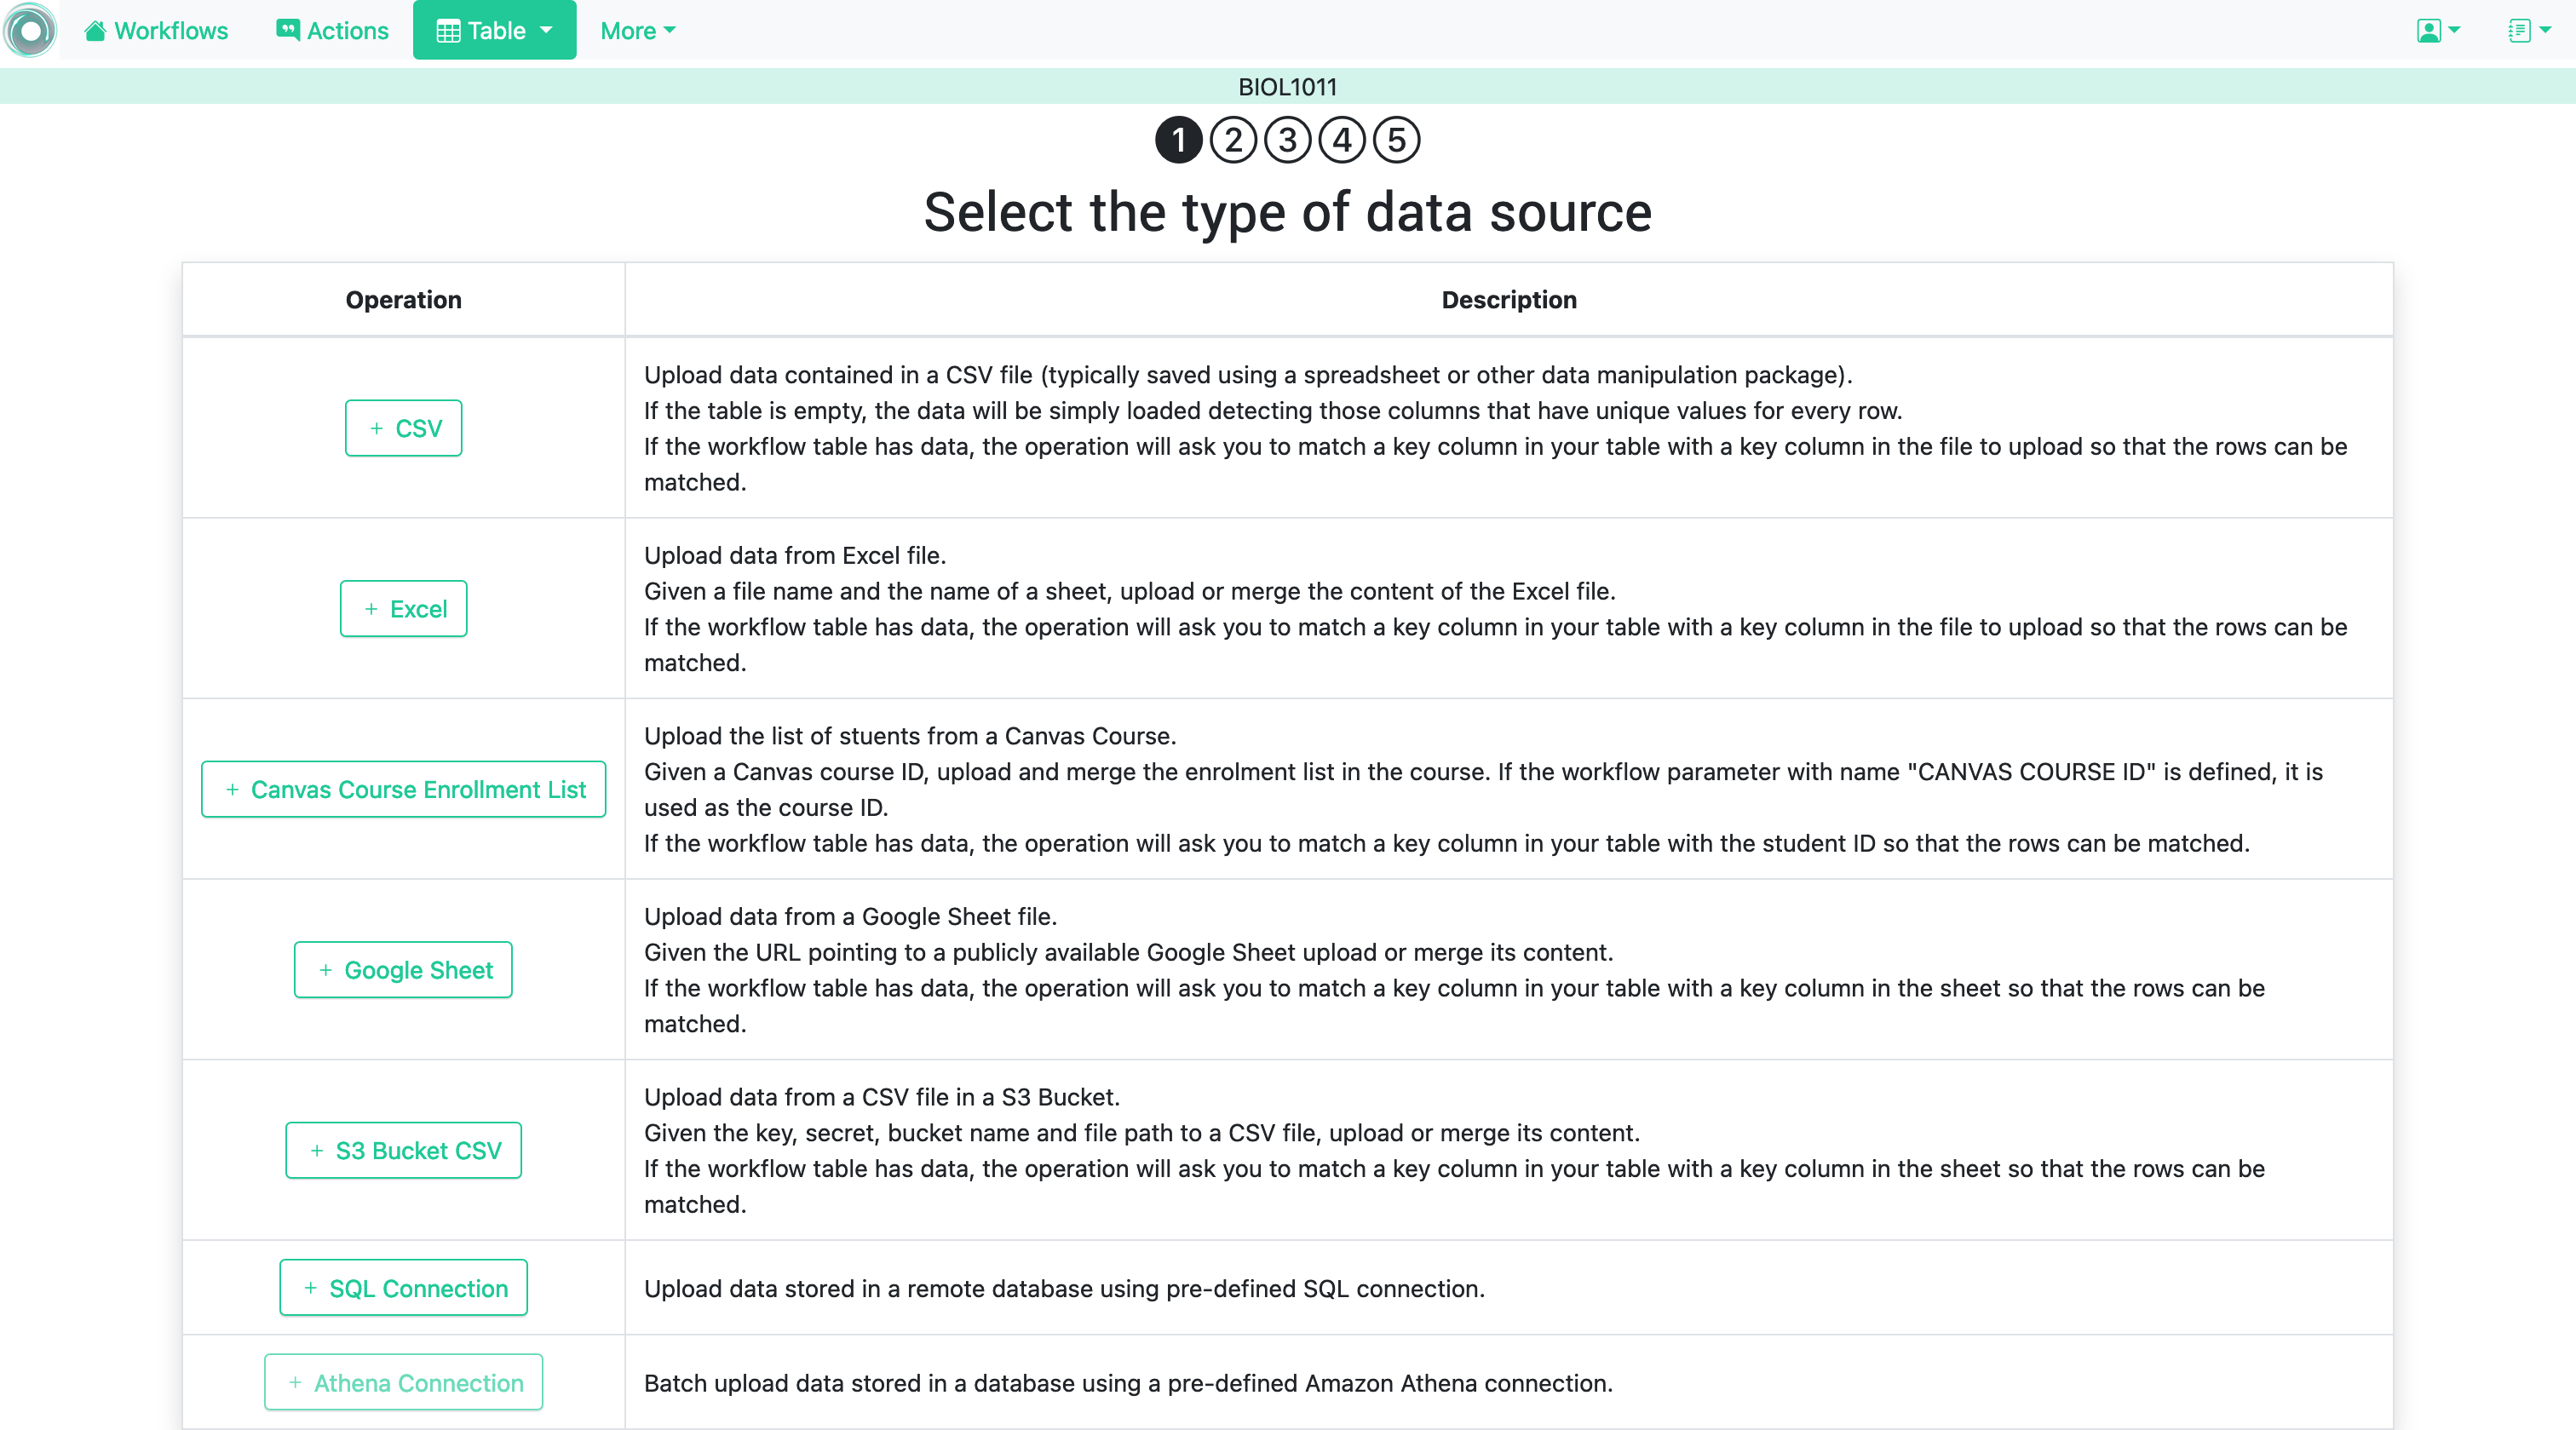 Workflows
Actions
Table
More
BIOL1011
1 2 3 4 5
Select the type of data source
Operation
Description
+ CSV
Upload data contained in a CSV file (typically saved using a spreadsheet or other data manipulation package).
If the table is empty, the data will be simply loaded detecting those columns that have unique values for every row.
If the workflow table has data, the operation will ask you to match a key column in your table with a key column in the file to upload so that the rows can be
matched.
+ Excel
Upload data from Excel file.
Given a file name and the name of a sheet, upload or merge the content of the Excel file.
If the workflow table has data, the operation will ask you to match a key column in your table with a key column in the file to upload so that the rows can be
matched.
+ Canvas Course Enrollment List
Upload the list of stuents from a Canvas Course.
Given a Canvas course ID, upload and merge the enrolment list in the course. If the workflow parameter with name "CANVAS COURSE ID" is defined, it is
used as the course ID.
If the workflow table has data, the operation will ask you to match a key column in your table with the student ID so that the rows can be matched.
+ Google Sheet
Upload data from a Google Sheet file.
Given the URL pointing to a publicly available Google Sheet upload or merge its content.
If the workflow table has data, the operation will ask you to match a key column in your table with a key column in the sheet so that the rows can be
matched.
+ S3 Bucket CSV
Upload data from a CSV file in a S3 Bucket.
Given the key, secret, bucket name and file path to a CSV file, upload or merge its content.
If the workflow table has data, the operation will ask you to match a key column in your table with a key column in the sheet so that the rows can be
matched.
+ SQL Connection
Upload data stored in a remote database using pre-defined SQL connection.
+ Athena Connection
Batch upload data stored in a database using a pre-defined Amazon Athena connection.